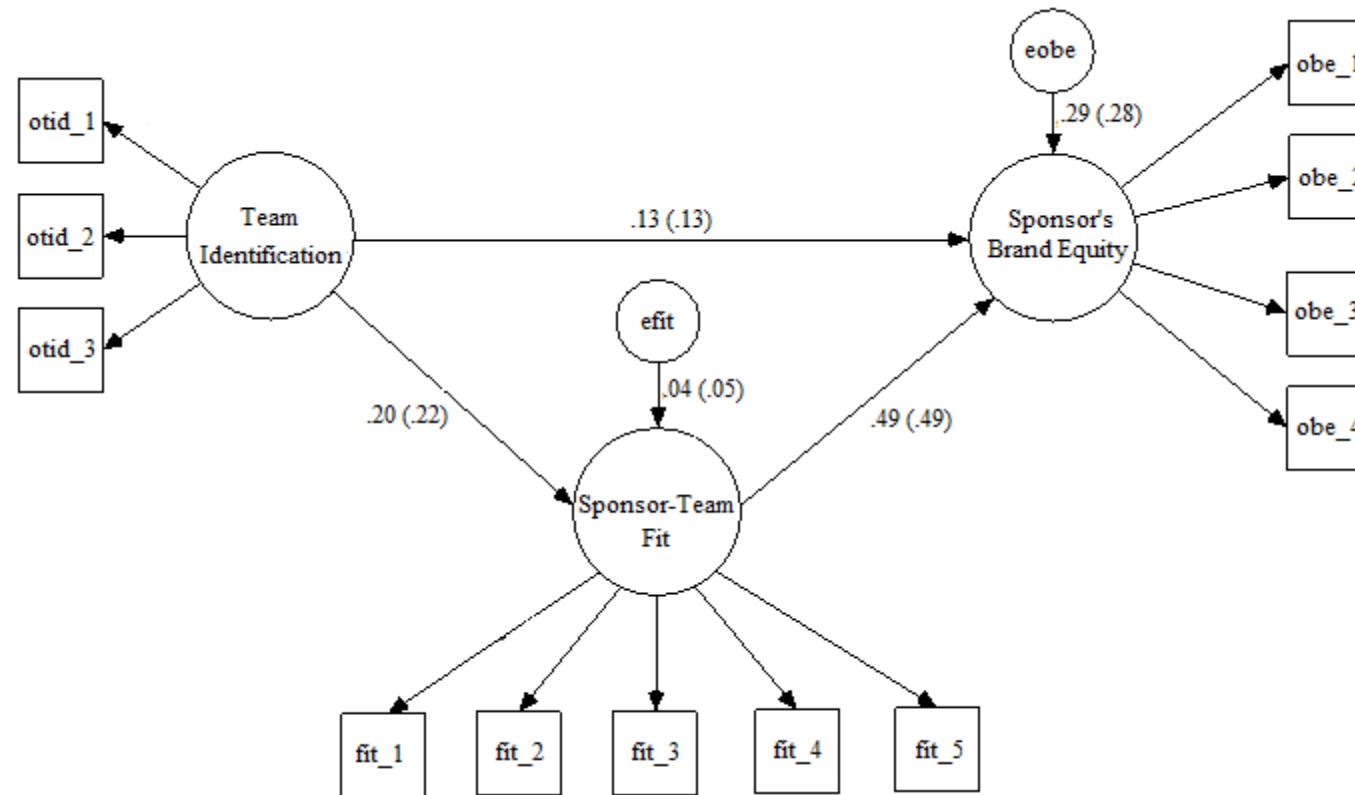 eobe
obe_1
otid_1
.29 (.28)
obe_2
Team
Identification
.13 (.13)
Sponsor's
Brand Equity
otid_2
obe_3
efit
otid_3
.04 (.05)
.20 (.22)
.49 (.49)
obe_4
Sponsor-Team
Fit
fit_1
fit_2
fit_3
fit_4
fit_5